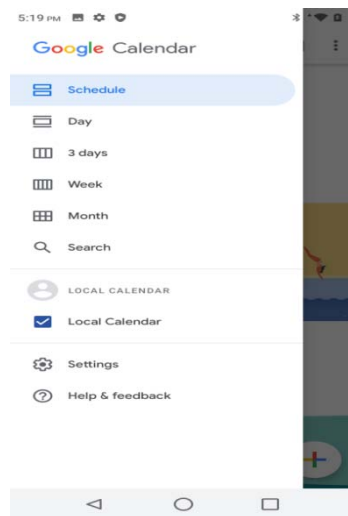 5:19 PM
Google Calendar
Schedule
Day
3 days
Week
Month
Search
LOCAL CALENDAR
Local Calendar
Settings
Help & feedback